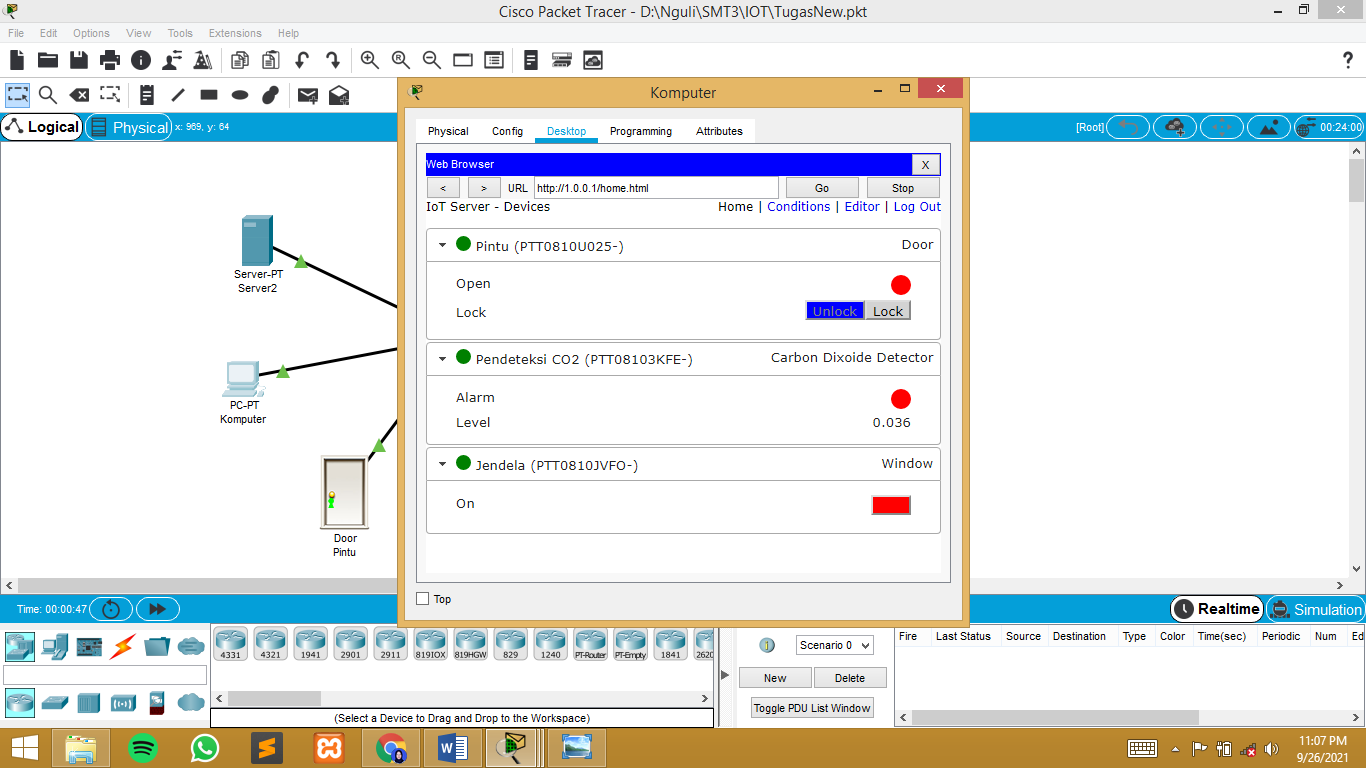 Cisco Packet Tracer - D:\Nguli\SMT3\IOT\TugasNew.pkt
File Edit Options View Tools Extensions Help
Logical Physical x: 969, y: 64 [Root] 00:24:00
Komputer
Physical Config Desktop Programming Attributes
Web Browser X
< > URL http://1.0.0.1/home.html Go Stop
IoT Server - Devices Home | Conditions | Editor | Log Out
Pintu (PTT0810U025-) Door
Open
Lock Unlock Lock
Pendeteksi CO2 (PTT08103KFE-) Carbon Dixoide Detector
Alarm
Level 0.036
Jendela (PTT0810JVFO-) Window
On
Top
Server-PT
Server2
PC-PT
Komputer
Door
Pintu
Time: 00:00:47 Realtime Simulation
4331 4321 1941 2901 2911 819IOX 819HGW 829 1240 PT-Router PT-Empty 1841 2620
(Select a Device to Drag and Drop to the Workspace)
Scenario 0
New Delete
Toggle PDU List Window
Fire Last Status Source Destination Type Color Time(sec) Periodic Num Edi
11:07 PM
9/26/2021